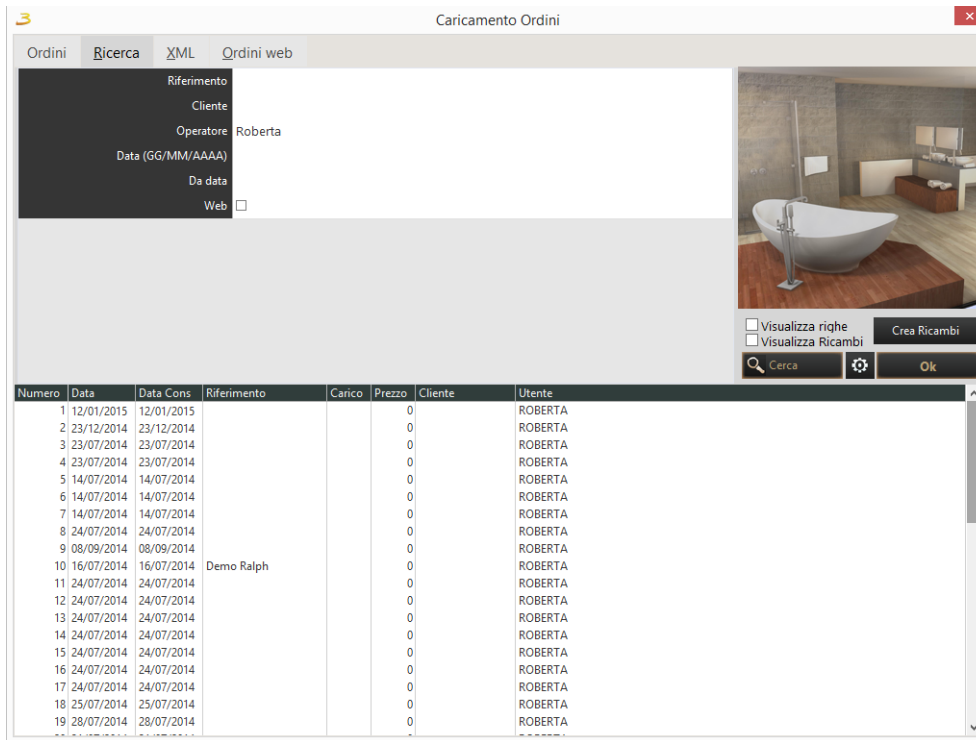 3 Caricamento Ordini ×
Ordini Ricerca XML Ordini web
Riferimento
Cliente
Operatore Roberta
Data (GG/MM/AAAA)
Da data
Web
Visualizza righe
Visualizza Ricambi
Crea Ricambi
Cerca Ok
Numero Data Data Cons Riferimento Carico Prezzo Cliente Utente
1 12/01/2015 12/01/2015 0 ROBERTA
2 23/12/2014 23/12/2014 0 ROBERTA
3 23/07/2014 23/07/2014 0 ROBERTA
4 23/07/2014 23/07/2014 0 ROBERTA
5 14/07/2014 14/07/2014 0 ROBERTA
6 14/07/2014 14/07/2014 0 ROBERTA
7 14/07/2014 14/07/2014 0 ROBERTA
8 24/07/2014 24/07/2014 0 ROBERTA
9 08/09/2014 08/09/2014 0 ROBERTA
10 16/07/2014 16/07/2014 Demo Ralph 0 ROBERTA
11 24/07/2014 24/07/2014 0 ROBERTA
12 24/07/2014 24/07/2014 0 ROBERTA
13 24/07/2014 24/07/2014 0 ROBERTA
14 24/07/2014 24/07/2014 0 ROBERTA
15 24/07/2014 24/07/2014 0 ROBERTA
16 24/07/2014 24/07/2014 0 ROBERTA
17 24/07/2014 24/07/2014 0 ROBERTA
18 25/07/2014 25/07/2014 0 ROBERTA
19 28/07/2014 28/07/2014 0 ROBERTA